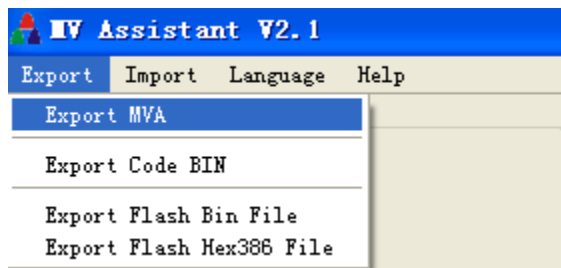 MV Assistant V2.1
Export Import Language Help
Export MVA
Export Code BIN
Export Flash Bin File
Export Flash Hex386 File